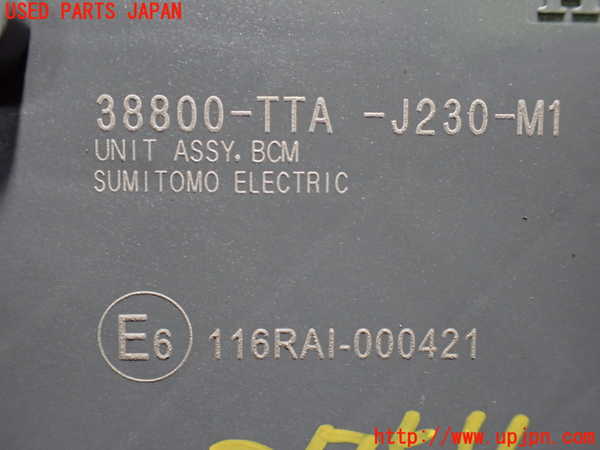 USED PARTS JAPAN
38800-TTA -J230-M1
UNIT ASSY. BCM
SUMITOMO ELECTRIC
E6 116RAI-000421
http://www.upjpn.com/